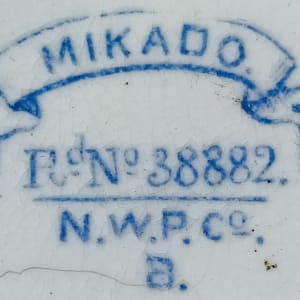 MIKADO.
Rd No 38882.
N.W.P.Co.
B.